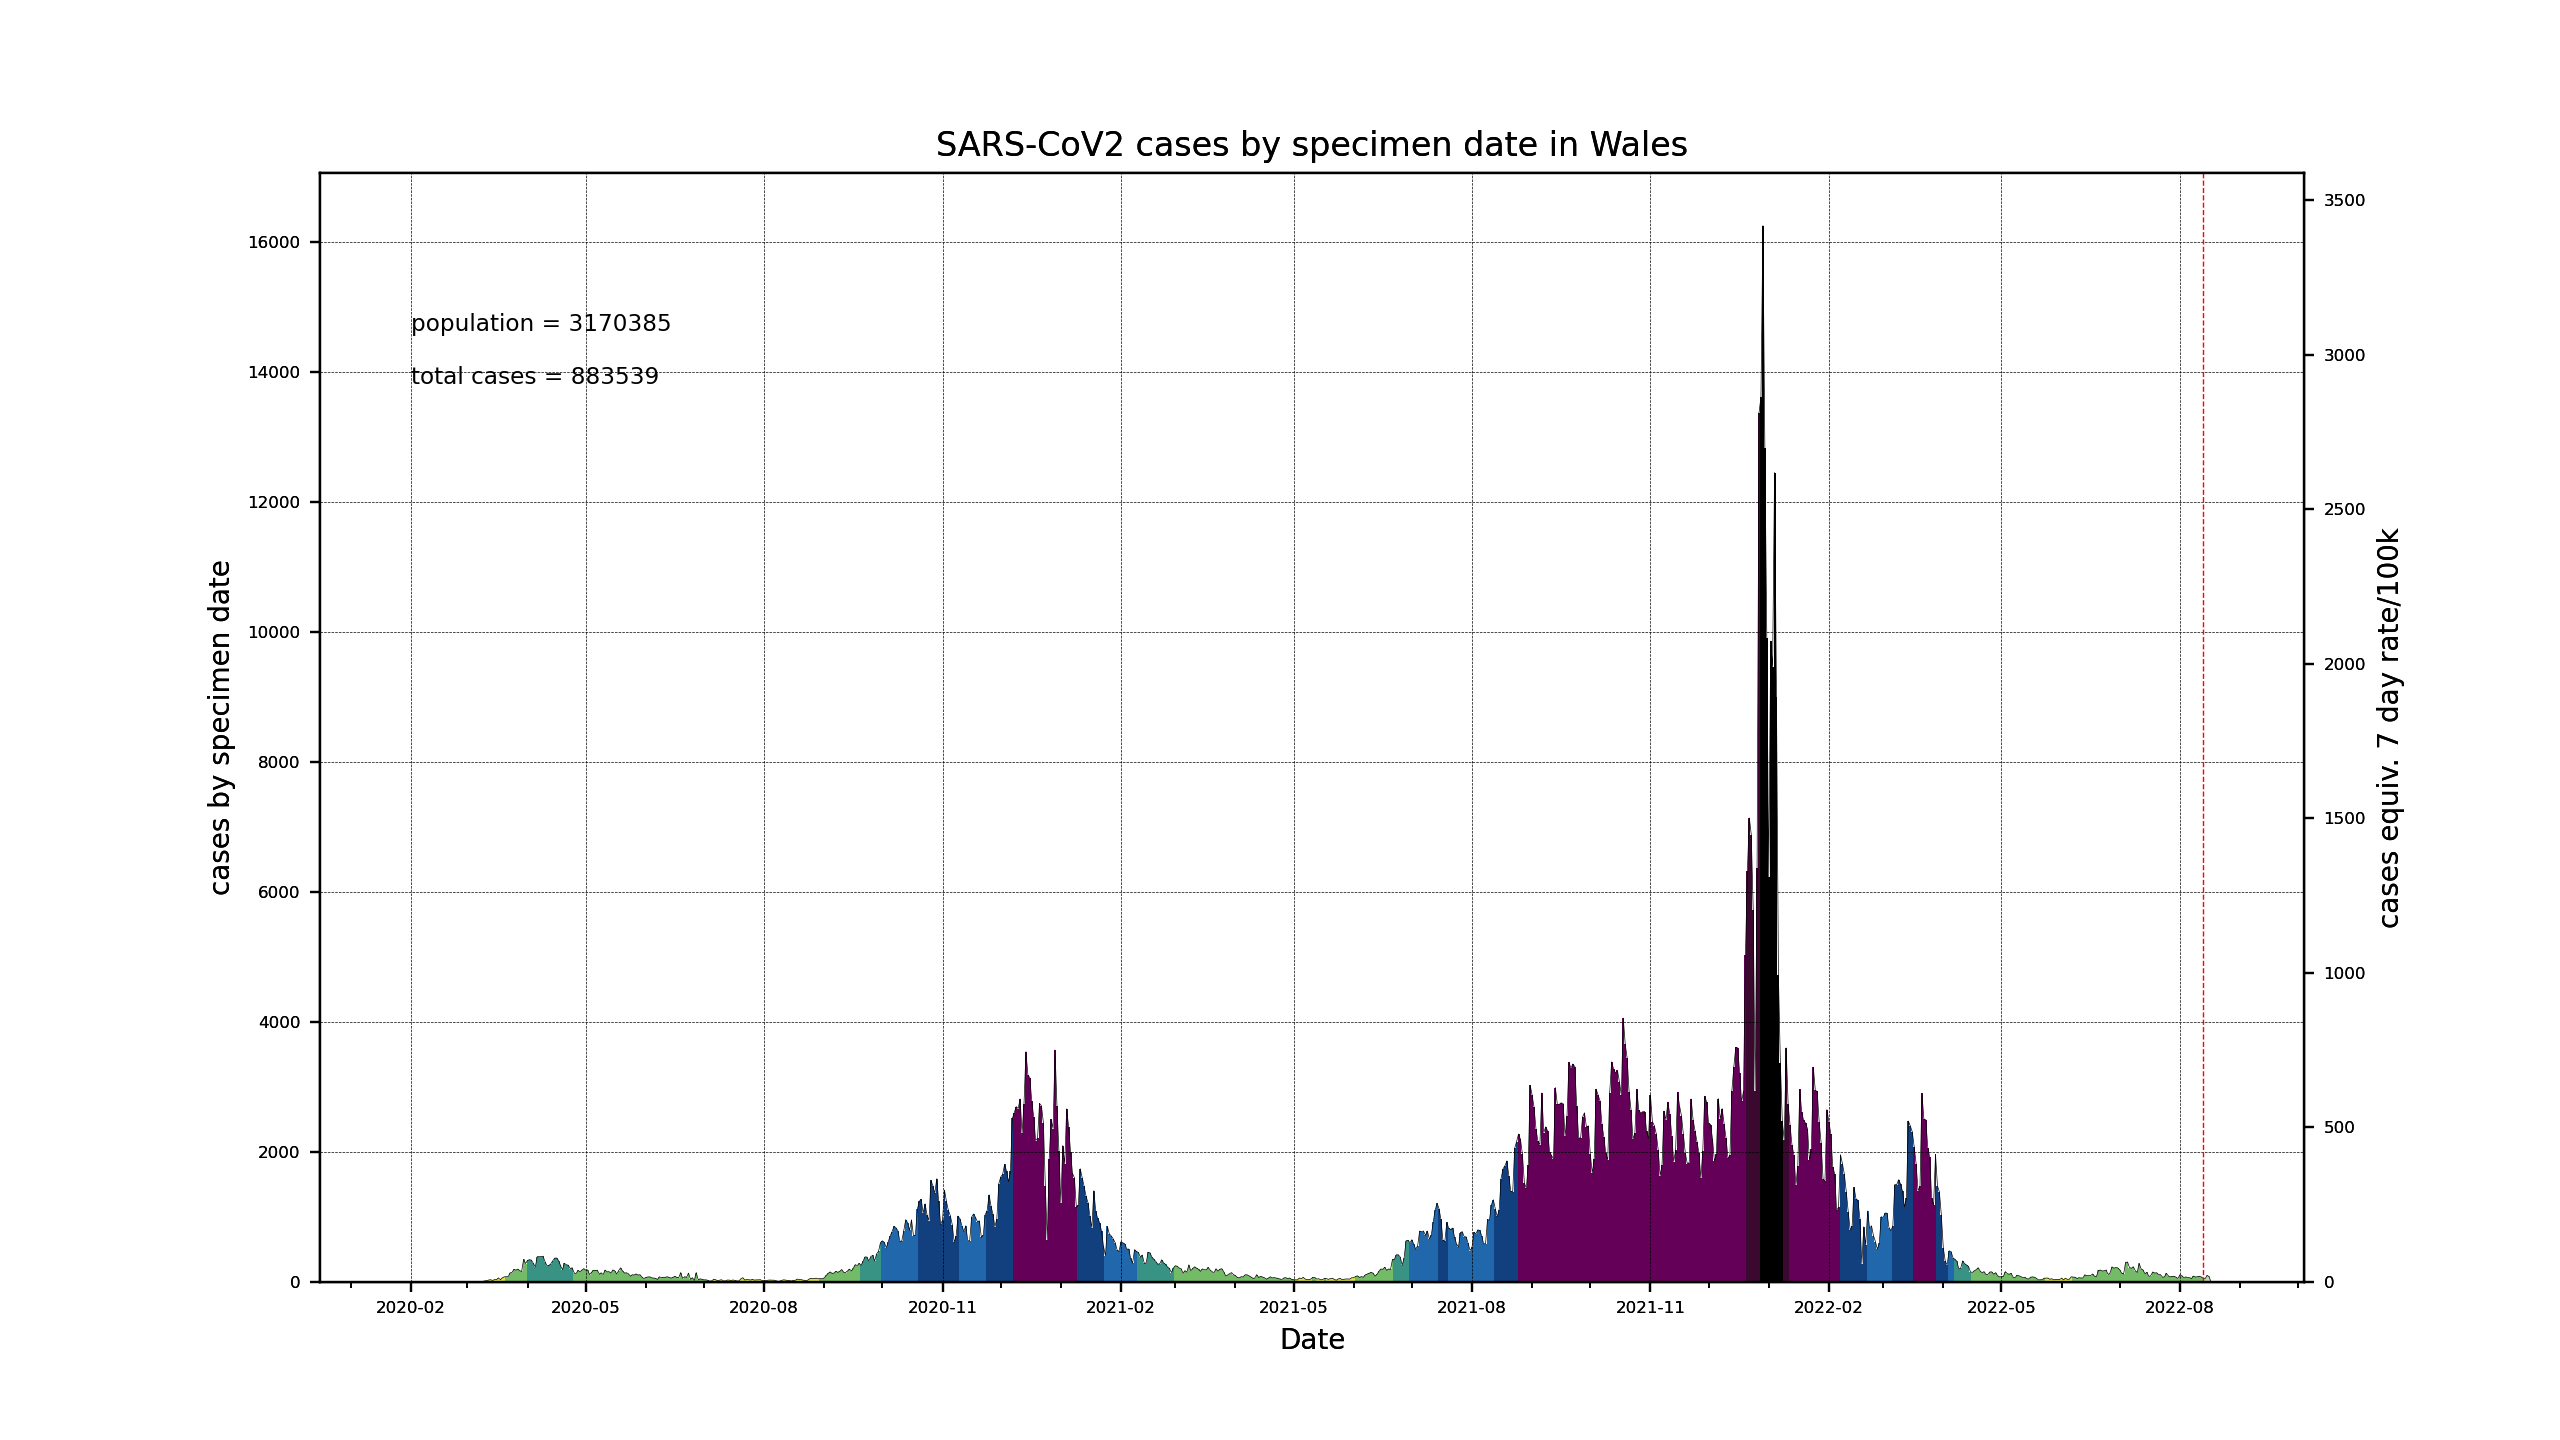 SARS-CoV2 cases by specimen date in Wales
population = 3170385
total cases = 883539
cases by specimen date
16000
14000
12000
10000
8000
6000
4000
2000
0
3500
3000
2500
2000
1500
1000
500
0
cases equiv. 7 day rate/100k
2020-02 2020-05 2020-08 2020-11 2021-02 2021-05 2021-08 2021-11 2022-02 2022-05 2022-08
Date